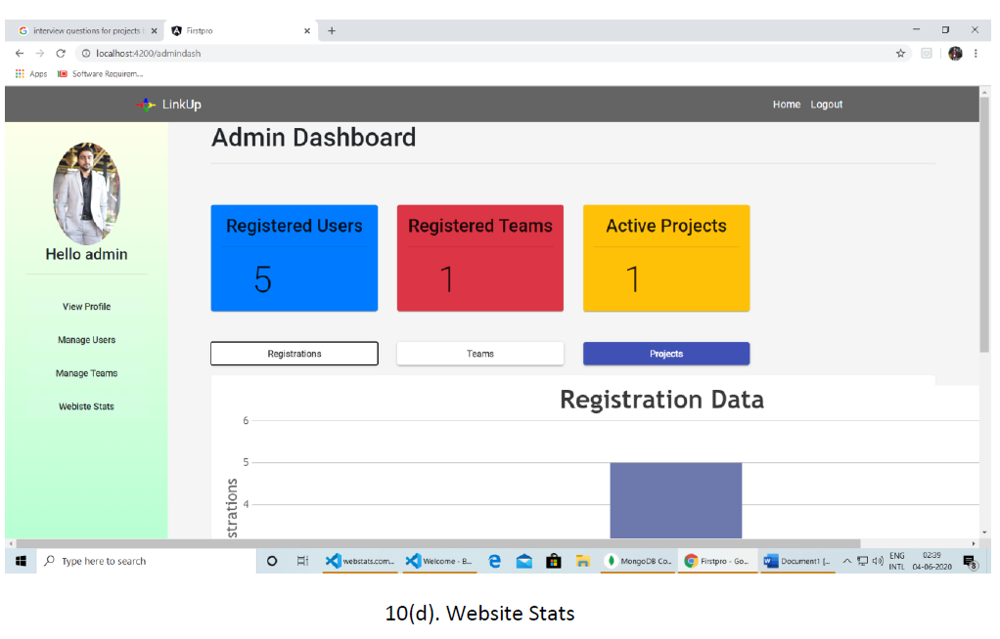 interview questions for projects
Firstpro
localhost:4200/admindash
Apps
Software Requirem...
LinkUp
Home
Logout
Hello admin
View Profile
Manage Users
Manage Teams
Webiste Stats
Admin Dashboard
Registered Users
5
Registered Teams
1
Active Projects
1
Registrations
Teams
Projects
Registration Data
6
5
4
strations
Type here to search
webstats.com...
Welcome - B...
MongoDB Co...
Firstpro - Go...
Document1 [...
ENG
INTL
02:39
04-06-2020
8
10(d). Website Stats